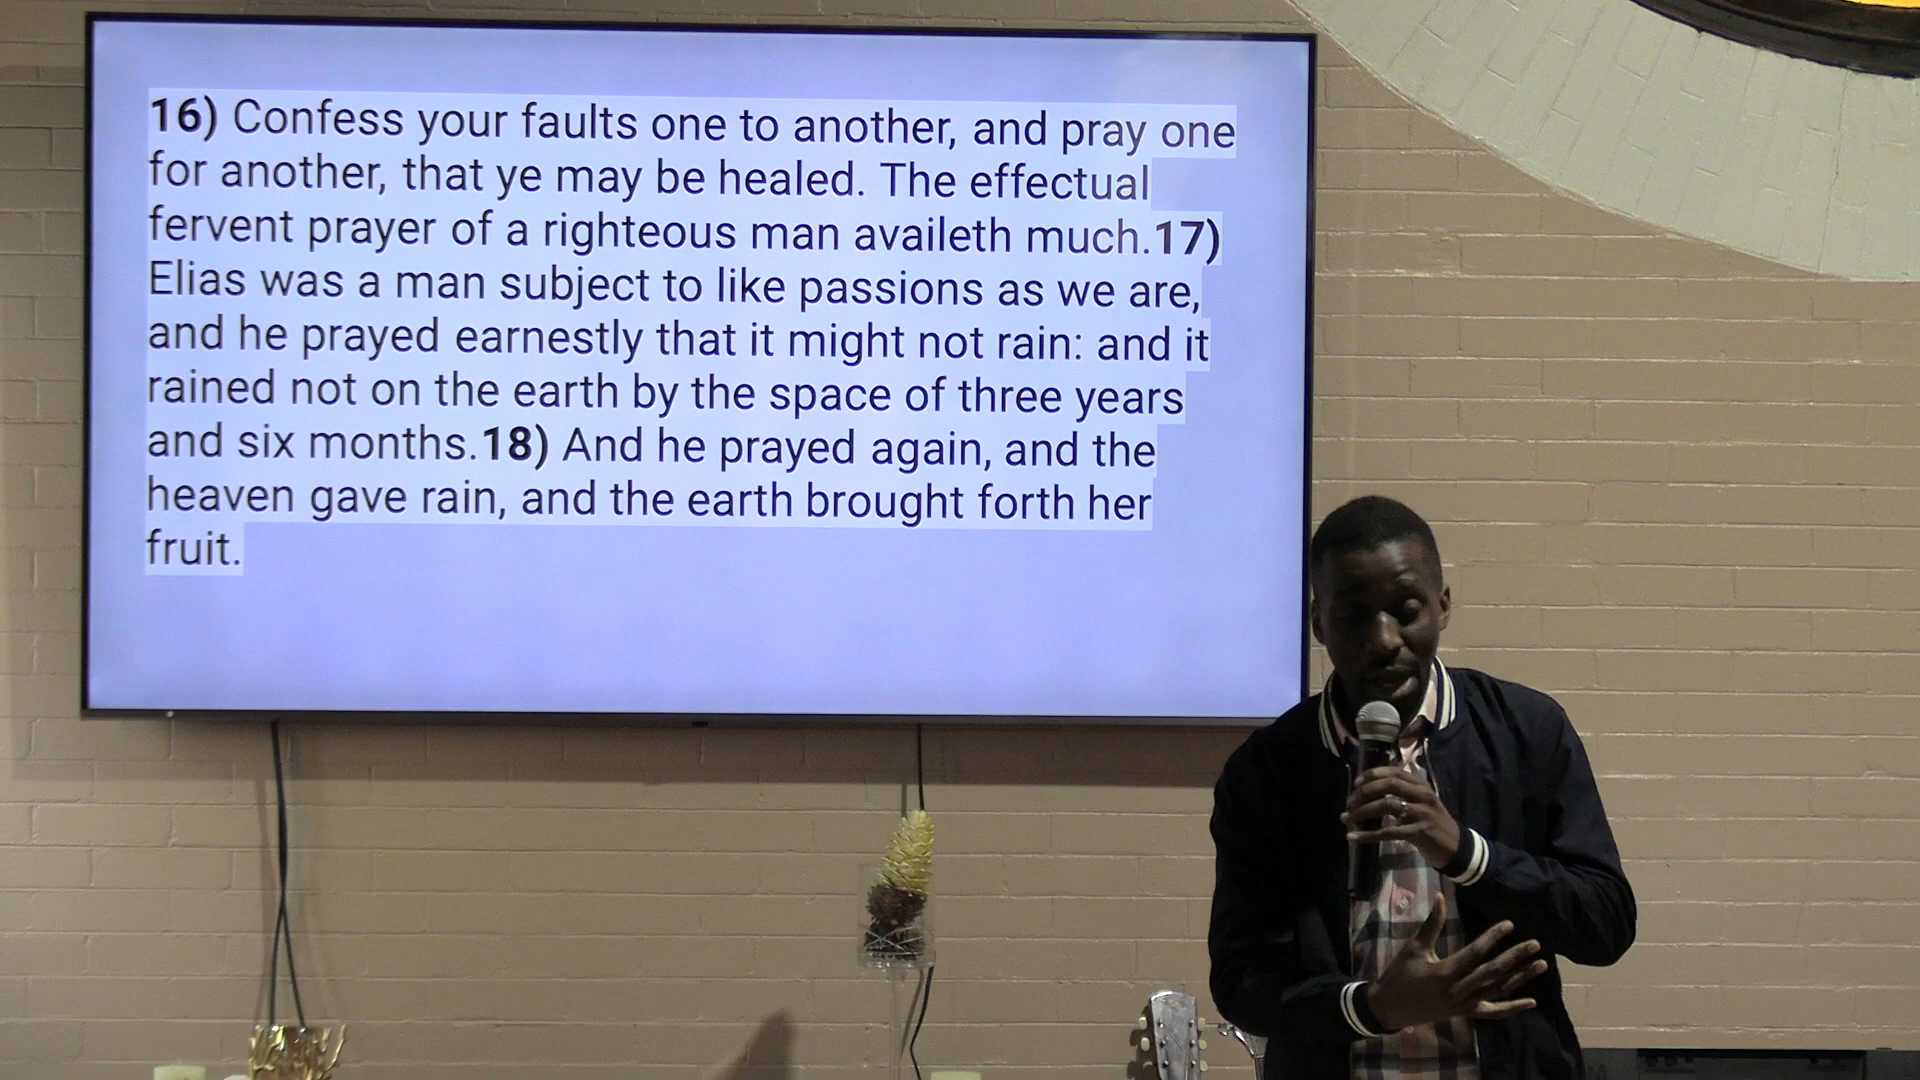 16) Confess your faults one to another, and pray one
for another, that ye may be healed. The effectual
fervent prayer of a righteous man availeth much.17)
Elias was a man subject to like passions as we are,
and he prayed earnestly that it might not rain: and it
rained not on the earth by the space of three years
and six months.18) And he prayed again, and the
heaven gave rain, and the earth brought forth her
fruit.